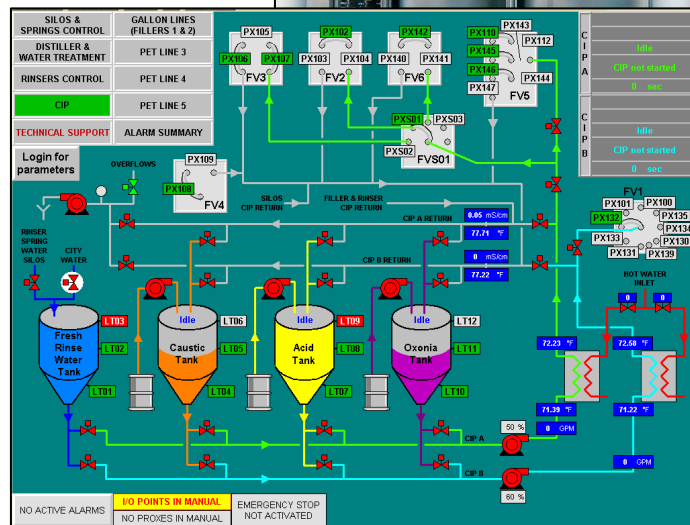 SILOS &
SPRINGS CONTROL
GALLON LINES
(FILLERS 1 & 2)
DISTILLER &
WATER TREATMENT
PET LINE 3
RINSERS CONTROL
PET LINE 4
CIP
PET LINE 5
TECHNICAL SUPPORT
ALARM SUMMARY
Login for
parameters
PX105
PX106
PX107
FV3
PX102
PX103
PX104
FV2
PX142
PX140
PX141
FV6
PX143
PX110
PX112
PX145
PX146
PX144
PX147
FV5
PXS01
PXS03
PXS02
FVS01
CIP A
Idle
CIP not started
0 sec
CIP B
Idle
CIP not started
0 sec
OVERFLOWS
PX109
PX108
FV4
SILOS
CIP RETURN
FILLER & RINSER
CIP RETURN
CIP A RETURN
0.05 mS/cm
77.71 °F
CIP B RETURN
0 mS/cm
77.22 °F
FV1
PX101
PX100
PX132
PX135
PX134
PX133
PX130
PX131
PX139
RINSER
SPRING
WATER
SILOS
CITY
WATER
HOT WATER
INLET
0
0
Fresh
Rinse
Water
Tank
LT03
LT02
LT01
Idle
Caustic
Tank
LT06
LT05
LT04
Idle
Acid
Tank
LT09
LT08
LT07
Idle
Oxonia
Tank
LT12
LT11
LT10
72.23 °F
72.58 °F
71.39 °F
71.22 °F
0 GPM
0 GPM
CIP A
50 %
CIP B
60 %
NO ACTIVE ALARMS
I/O POINTS IN MANUAL
NO PROXES IN MANUAL
EMERGENCY STOP
NOT ACTIVATED